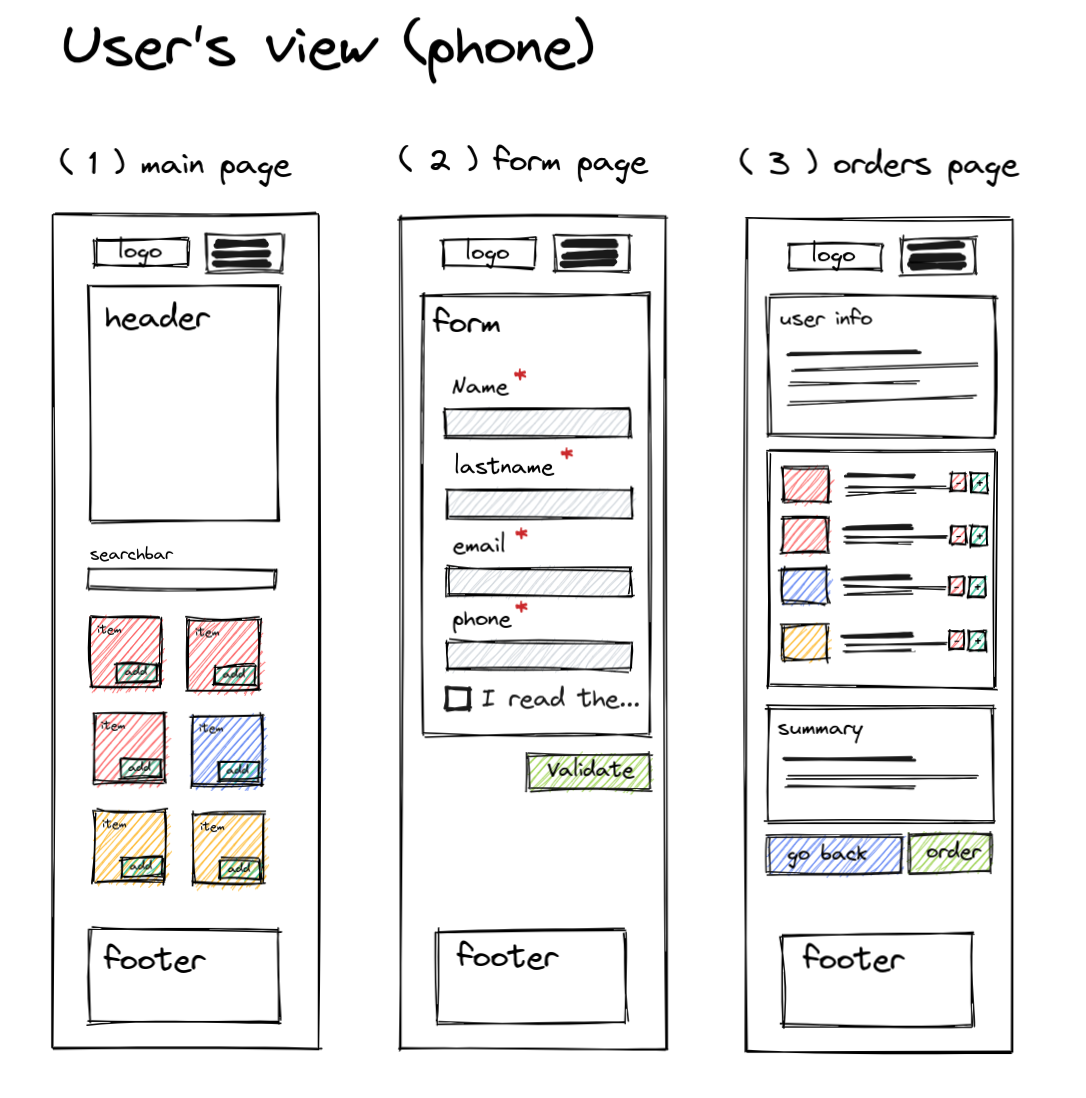 User's view (phone)
( 1 ) main page
( 2 ) form page
( 3 ) orders page
logo
header
searchbar
item
add
item
add
item
add
item
add
item
add
item
add
footer
logo
form
Name *
lastname *
email *
phone *
I read the...
Validate
footer
logo
user info
- +
- +
- +
- +
summary
go back
order
footer